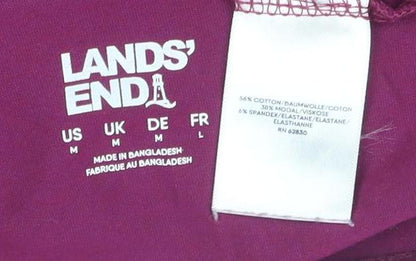 LANDS'
END
US UK DE FR
M M M L
MADE IN BANGLADESH
FABRIQUE AU BANGLADESH
56% COTTON/BAUMWOLLE/COTON
38% MODAL/VISKOSE
6% SPANDEX/ELASTANE/ELASTANE/
ELASTHANNE
RN 62830